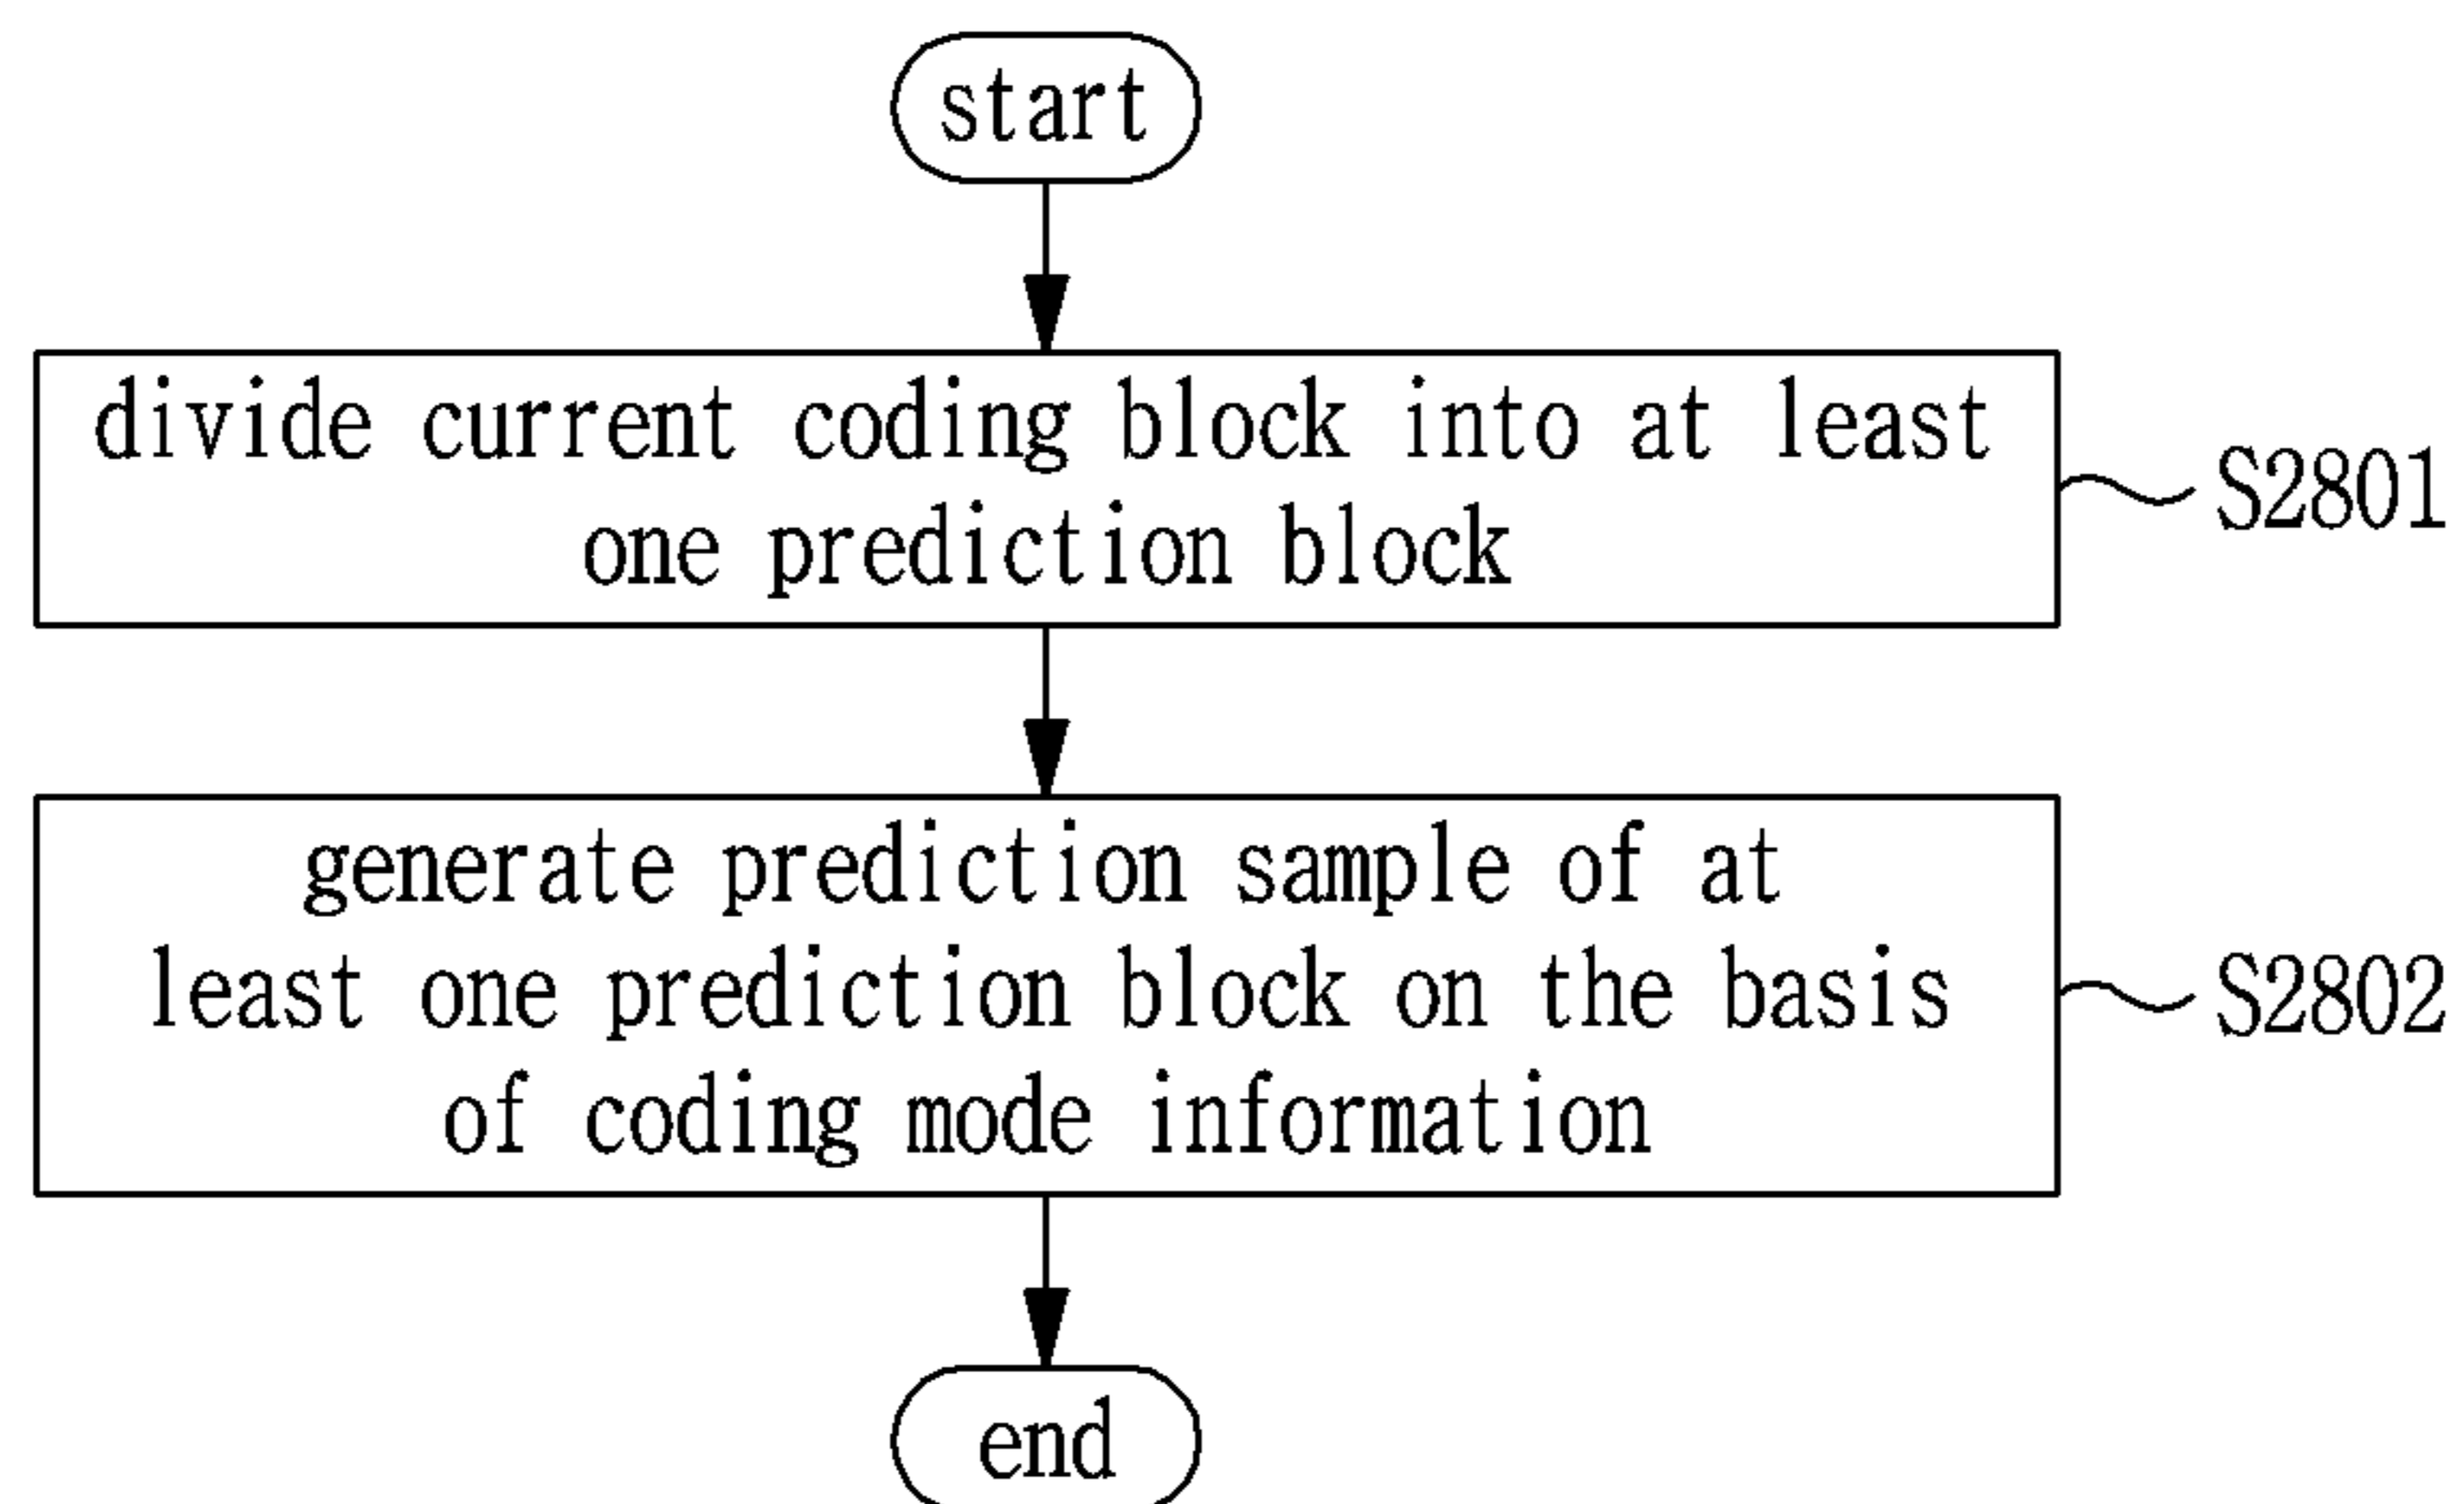 start
divide current coding block into at least
one prediction block
S2801
generate prediction sample of at
least one prediction block on the basis
of coding mode information
S2802
end